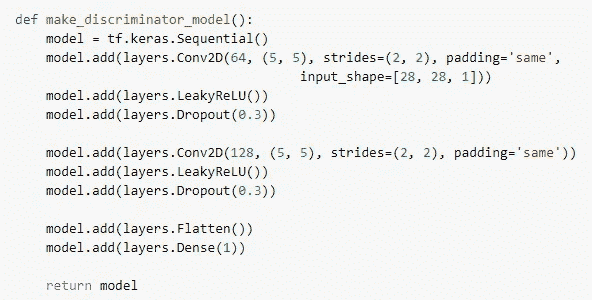 def make_discriminator_model():
    model = tf.keras.Sequential()
    model.add(layers.Conv2D(64, (5, 5), strides=(2, 2), padding='same',
                                     input_shape=[28, 28, 1]))
    model.add(layers.LeakyReLU())
    model.add(layers.Dropout(0.3))

    model.add(layers.Conv2D(128, (5, 5), strides=(2, 2), padding='same'))
    model.add(layers.LeakyReLU())
    model.add(layers.Dropout(0.3))

    model.add(layers.Flatten())
    model.add(layers.Dense(1))

    return model